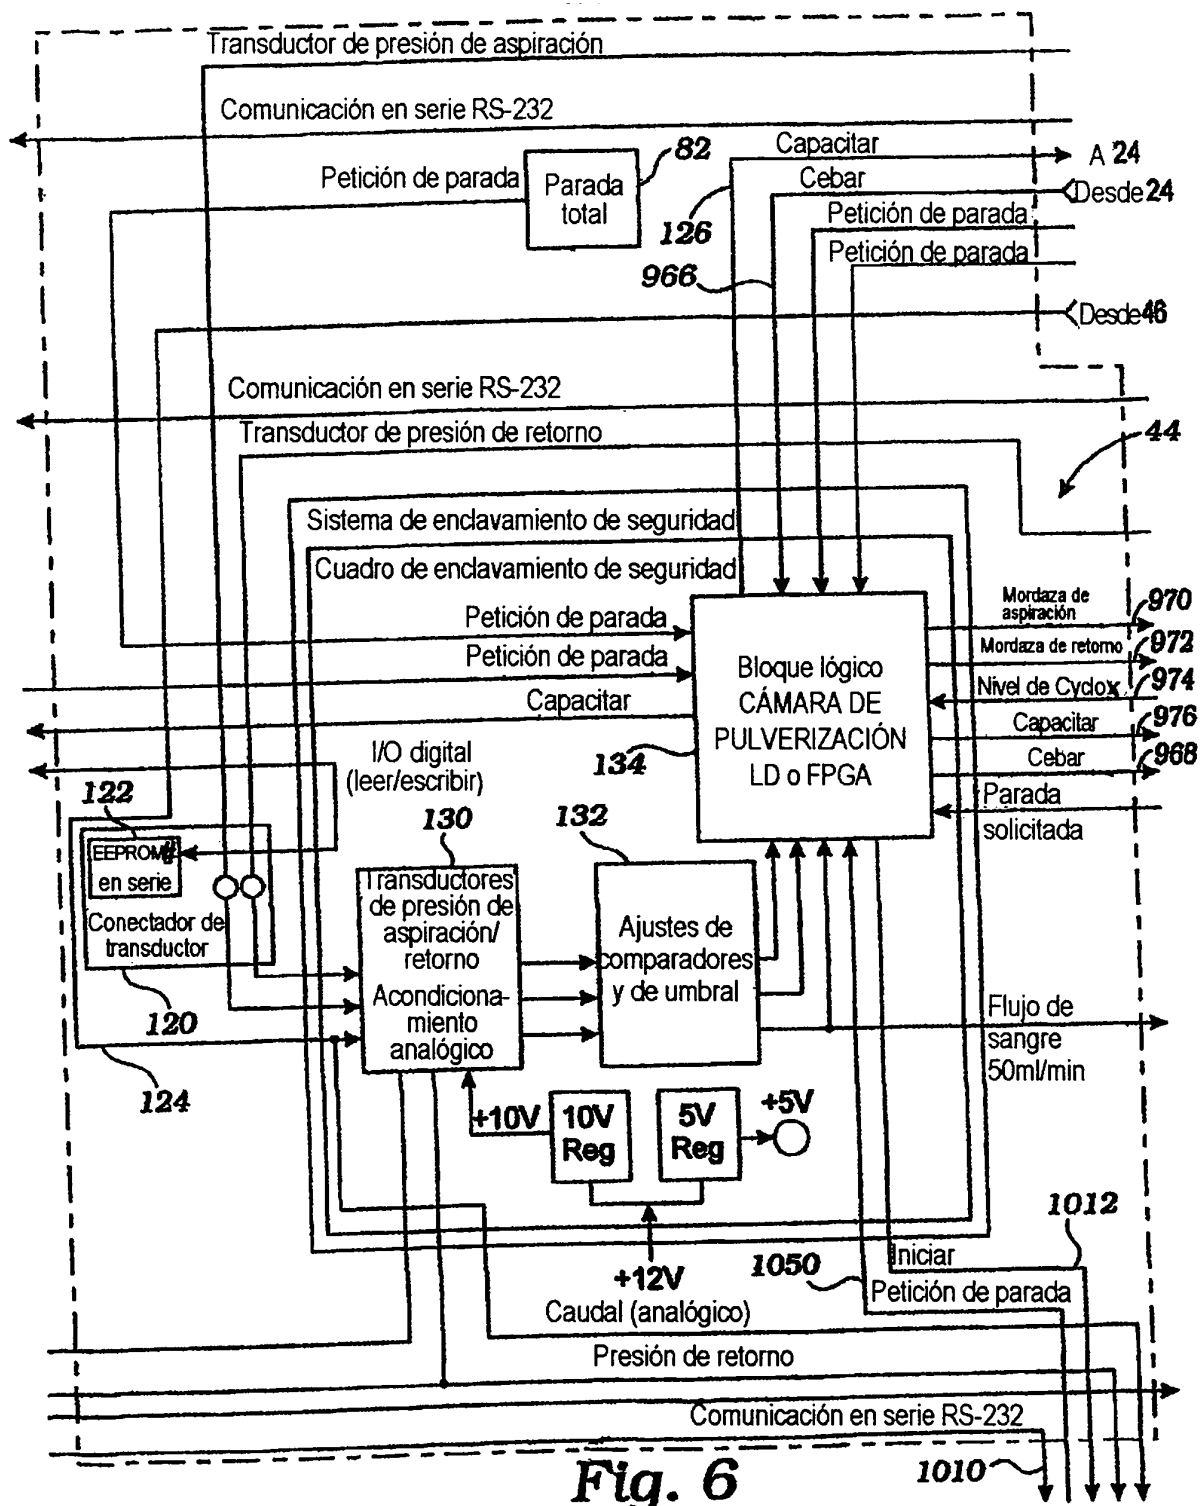 Transductor de presión de aspiración
Comunicación en serie RS-232
82
Capacitar
A 24
Petición de parada
Parada
total
Cebar
Desde 24
126
Petición de parada
Petición de parada
966
Desde 46
Comunicación en serie RS-232
Transductor de presión de retorno
44
Sistema de enclavamiento de seguridad
Cuadro de enclavamiento de seguridad
Petición de parada
Petición de parada
Capacitar
Bloque lógico
CÁMARA DE
PULVERIZACIÓN
LD o FPGA
134
Mordaza de
aspiración
970
Mordaza de retorno
972
Nivel de Cyclox
974
Capacitar
976
Cebar
968
Parada
solicitada
I/O digital
(leer/escribir)
122
130
132
EEPROM
en serie
Conectador de
transductor
120
124
Transductores
de presión de
aspiración/
retorno
Acondiciona-
miento
analógico
Ajustes de
comparadores
y de umbral
Flujo de
sangre
50ml/min
+10V
10V
Reg
5V
Reg
+5V
+12V
1050
1012
Iniciar
Petición de parada
Caudal (analógico)
Presión de retorno
Comunicación en serie RS-232
1010
Fig. 6